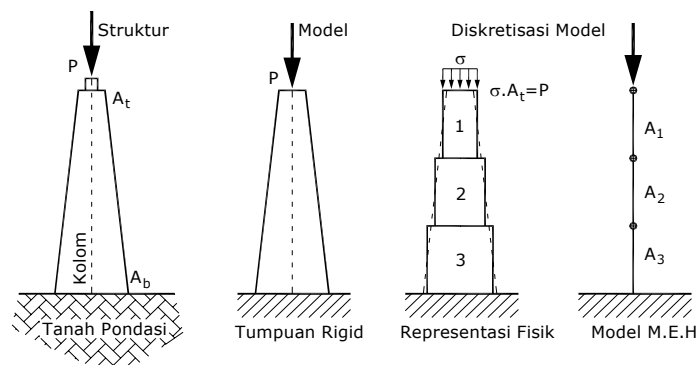 Struktur
P
A_t
Kolom
A_b
Tanah Pondasi
Model
P
Tumpuan Rigid
Diskretisasi Model
σ
σ.A_t=P
1
2
3
Representasi Fisik
A_1
A_2
A_3
Model M.E.H